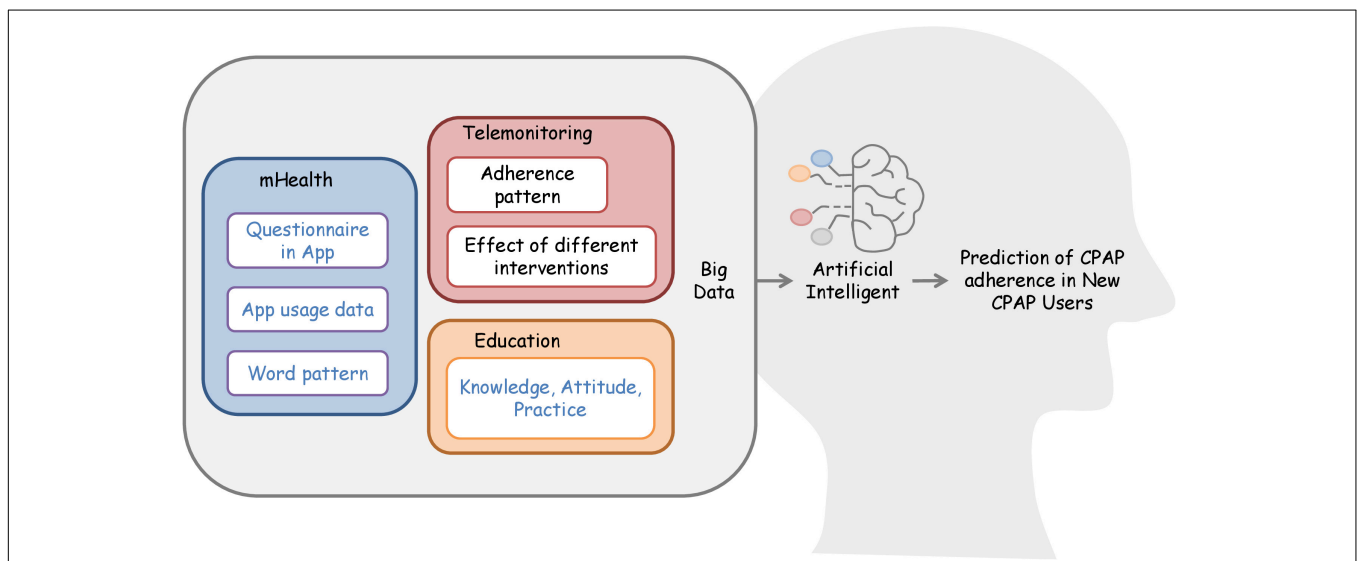 mHealth
Questionnaire
in App
App usage data
Word pattern
Telemonitoring
Adherence
pattern
Effect of different
interventions
Education
Knowledge, Attitude,
Practice
Big
Data
Artificial
Intelligent
Prediction of CPAP
adherence in New
CPAP Users